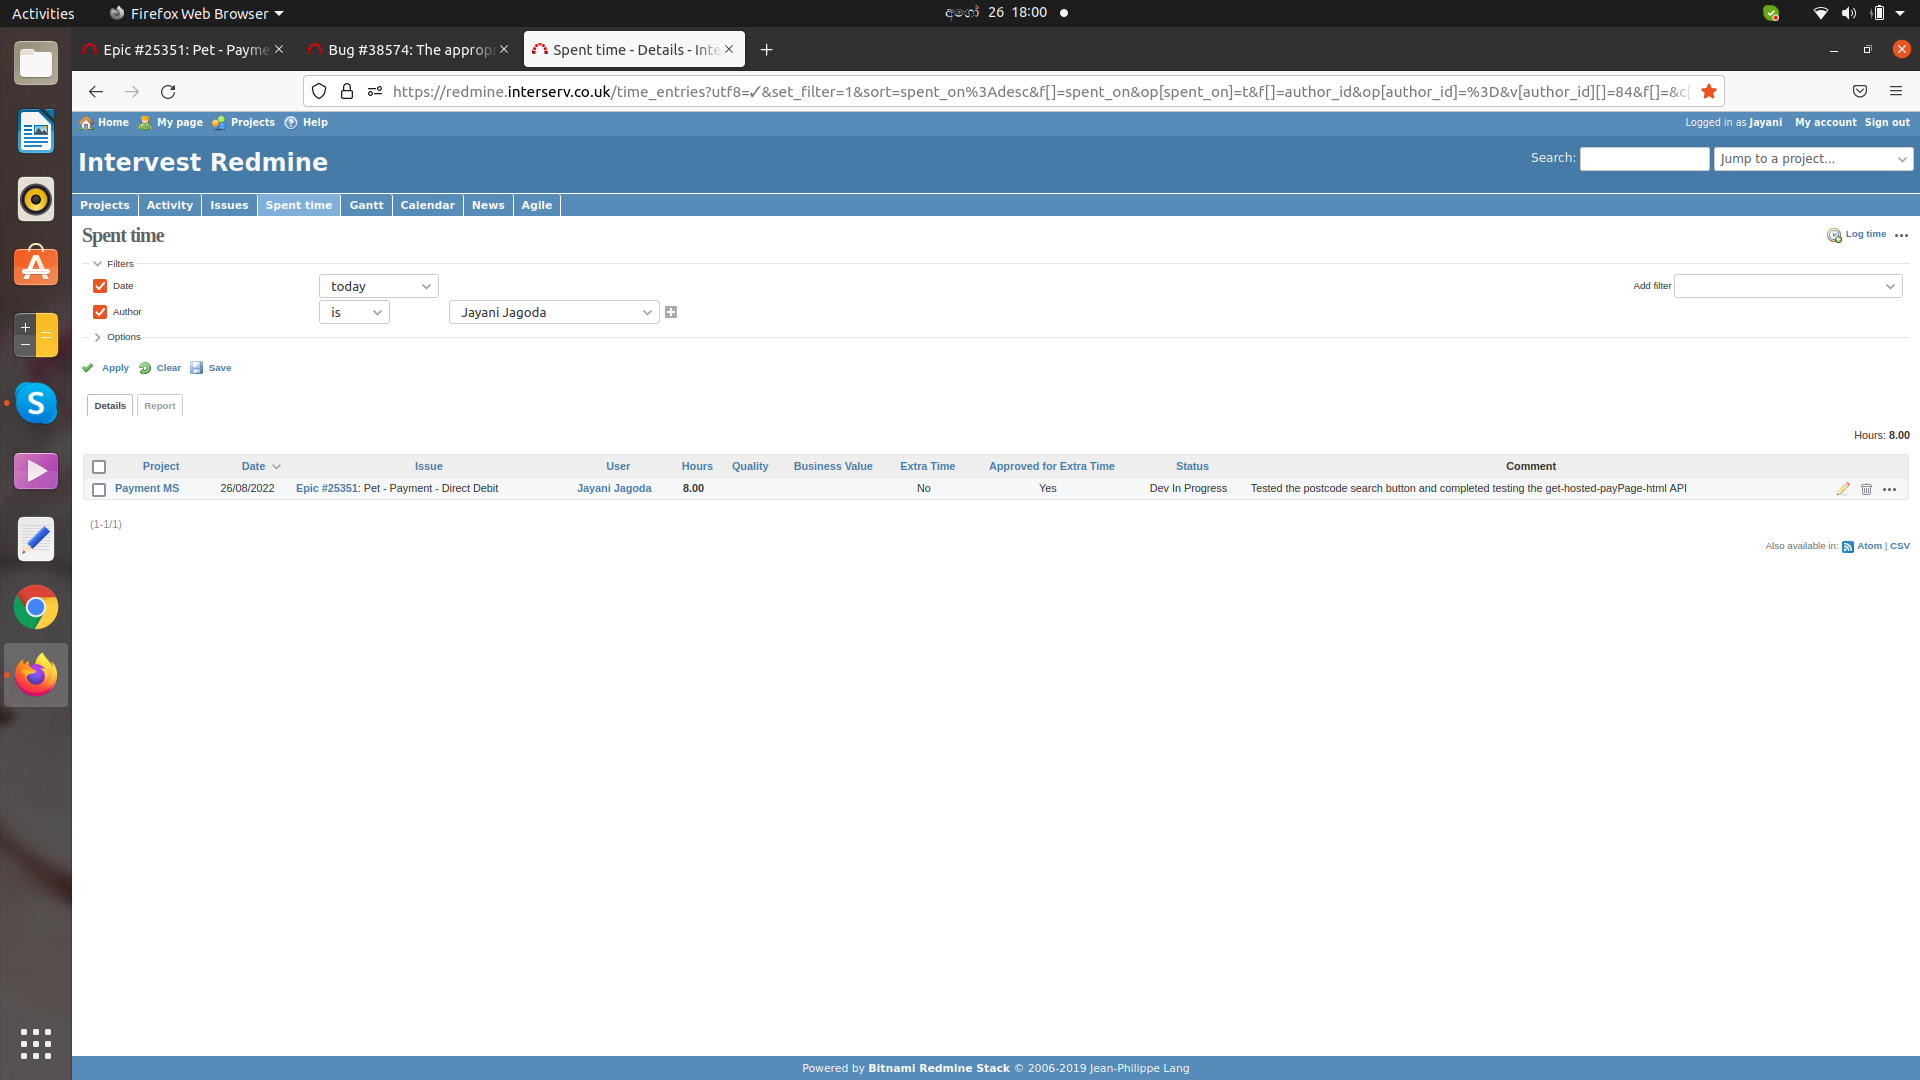 Activities Firefox Web Browser අගෝ 26 18:00
Epic #25351: Pet - Payme Bug #38574: The approp Spent time - Details - Inte
https://redmine.interserv.co.uk/time_entries?utf8=✓&set_filter=1&sort=spent_on%3Adesc&f[]=spent_on&op[spent_on]=t&f[]=author_id&op[author_id]=%3D&v[author_id][]=84&f[]=&c[
Home My page Projects Help Logged in as Jayani My account Sign out
Intervest Redmine Search: Jump to a project...
Projects Activity Issues Spent time Gantt Calendar News Agile
Spent time Log time
Filters
Date today Add filter
Author is Jayani Jagoda
Options
Apply Clear Save
Details Report
Hours: 8.00
Project Date Issue User Hours Quality Business Value Extra Time Approved for Extra Time Status Comment
Payment MS 26/08/2022 Epic #25351: Pet - Payment - Direct Debit Jayani Jagoda 8.00 No Yes Dev In Progress Tested the postcode search button and completed testing the get-hosted-payPage-html API
(1-1/1)
Also available in: Atom | CSV
Powered by Bitnami Redmine Stack © 2006-2019 Jean-Philippe Lang